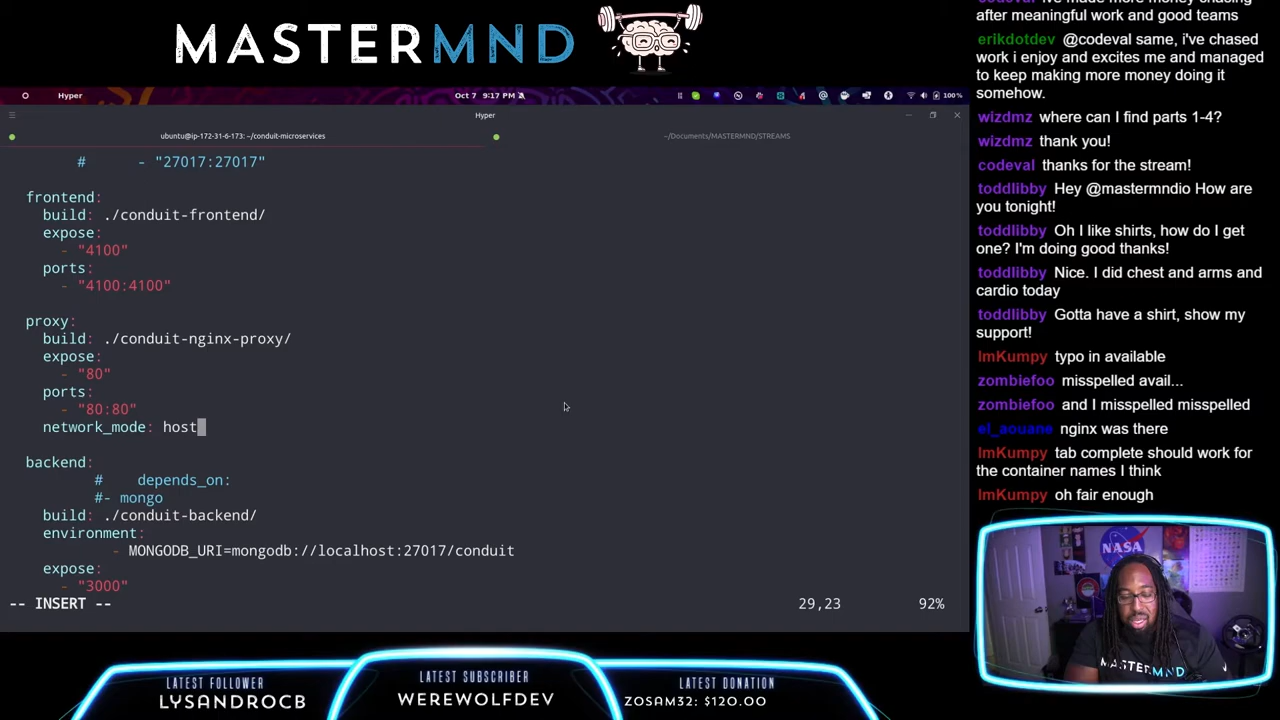 MASTERMND
Hyper
Oct 7 9:17 PM
100%
Hyper
ubuntu@ip-172-31-6-173: ~/conduit-microservices
~/Documents/MASTERMND/STREAMS
# - "27017:27017"
frontend:
build: ./conduit-frontend/
expose:
- "4100"
ports:
- "4100:4100"
proxy:
build: ./conduit-nginx-proxy/
expose:
- "80"
ports:
- "80:80"
network_mode: host
backend:
# depends_on:
#- mongo
build: ./conduit-backend/
environment:
- MONGODB_URI=mongodb://localhost:27017/conduit
expose:
- "3000"
-- INSERT --
29,23
92%
after meaningful work and good teams
erikdotdev @codeval same, i've chased
work i enjoy and excites me and managed
to keep making more money doing it
somehow.
wizdmz where can I find parts 1-4?
wizdmz thank you!
codeval thanks for the stream!
toddlibby Hey @mastermndio How are
you tonight!
toddlibby Oh I like shirts, how do I get
one? I'm doing good thanks!
toddlibby Nice. I did chest and arms and
cardio today
toddlibby Gotta have a shirt, show my
support!
ImKumpy typo in available
zombiefoo misspelled avail...
zombiefoo and I misspelled misspelled
el_aouane nginx was there
ImKumpy tab complete should work for
the container names I think
ImKumpy oh fair enough
NASA
MASTERMND
LATEST FOLLOWER
LYSANDROCB
LATEST SUBSCRIBER
WEREWOLFDEV
LATEST DONATION
ZOSAM32: $120.00